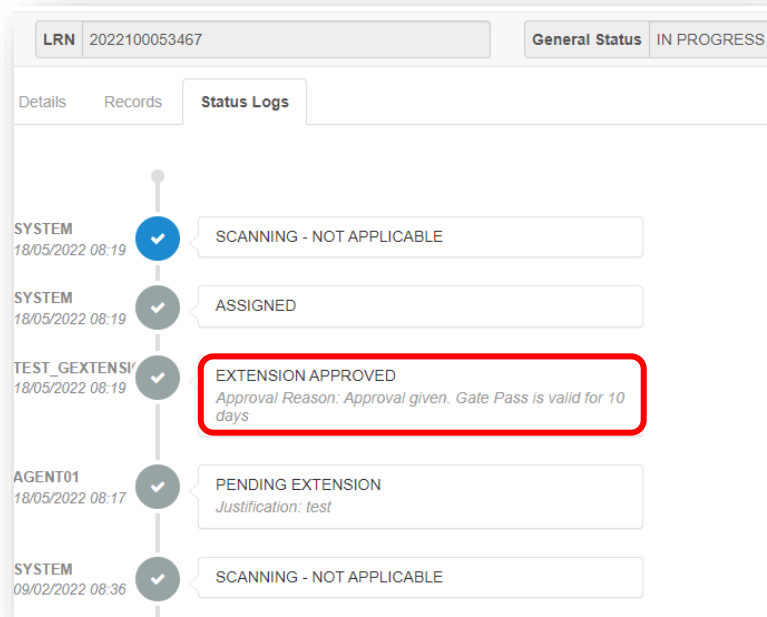 LRN 2022100053467 General Status IN PROGRESS
Details Records Status Logs
SYSTEM
18/05/2022 08:19
SCANNING - NOT APPLICABLE
SYSTEM
18/05/2022 08:19
ASSIGNED
TEST_GEXTENSI
18/05/2022 08:19
EXTENSION APPROVED
Approval Reason: Approval given. Gate Pass is valid for 10
days
AGENT01
18/05/2022 08:17
PENDING EXTENSION
Justification: test
SYSTEM
09/02/2022 08:36
SCANNING - NOT APPLICABLE